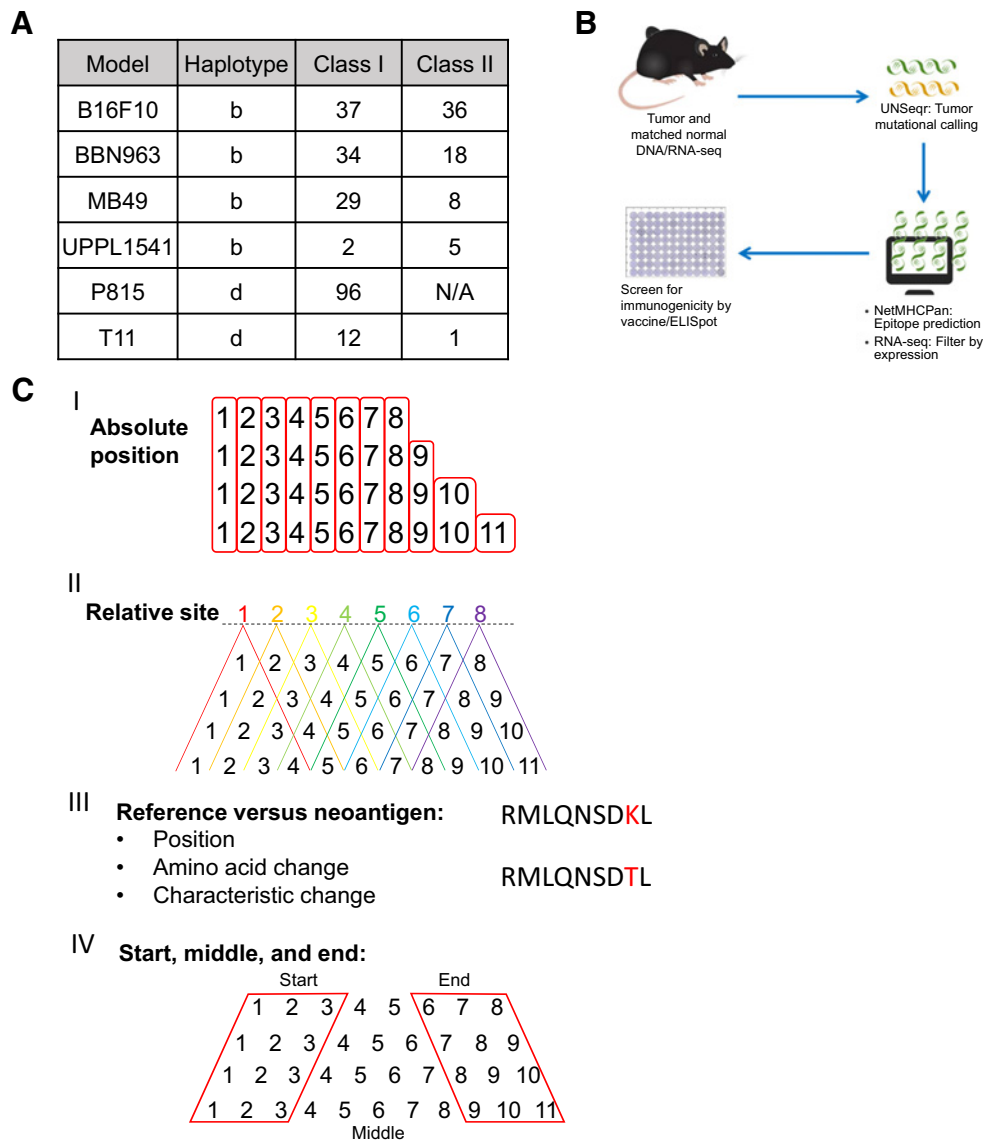 A
Model Haplotype Class I Class II
B16F10 b 37 36
BBN963 b 34 18
MB49 b 29 8
UPPL1541 b 2 5
P815 d 96 N/A
T11 d 12 1
B
Tumor and
matched normal
DNA/RNA-seq
UNSeqr: Tumor
mutational calling
Screen for
immunogenicity by
vaccine/ELISpot
• NetMHCPan:
Epitope prediction
• RNA-seq: Filter by
expression
C
I
Absolute
position
1 2 3 4 5 6 7 8
1 2 3 4 5 6 7 8 9
1 2 3 4 5 6 7 8 9 10
1 2 3 4 5 6 7 8 9 10 11
II
Relative site 1 2 3 4 5 6 7 8
1 2 3 4 5 6 7 8
1 2 3 4 5 6 7 8 9
1 2 3 4 5 6 7 8 9 10
1 2 3 4 5 6 7 8 9 10 11
III
Reference versus neoantigen:
• Position
• Amino acid change
• Characteristic change
RMLQNSDKL
RMLQNSDTL
IV
Start, middle, and end:
Start End
1 2 3 4 5 6 7 8
1 2 3 4 5 6 7 8 9
1 2 3 4 5 6 7 8 9 10
1 2 3 4 5 6 7 8 9 10 11
Middle